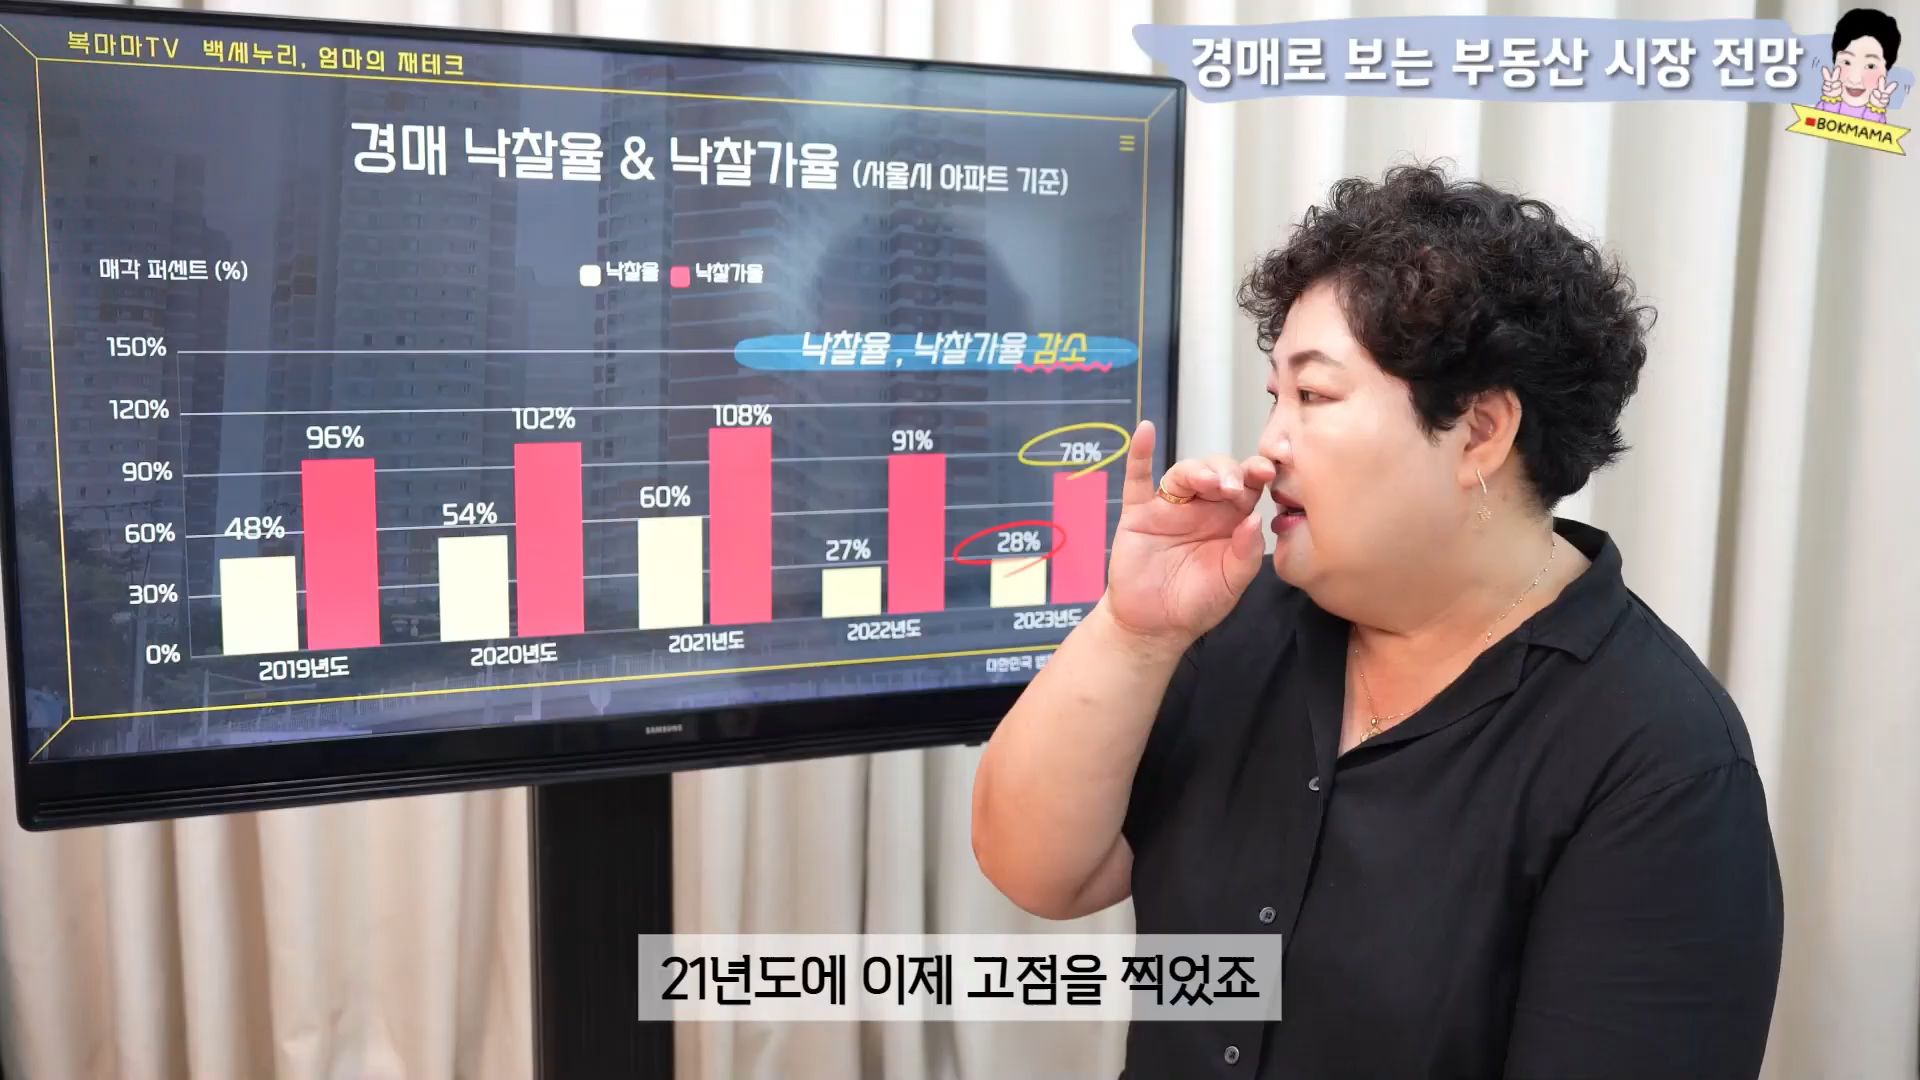 복마마TV 백세누리, 엄마의 재테크
경매로 보는 부동산 시장 전망
BOKMAMA
경매 낙찰율 & 낙찰가율 (서울시 아파트 기준)
매각 퍼센트 (%)
낙찰율 낙찰가율
낙찰율, 낙찰가율 감소
150%
120%
90%
60%
30%
0%
48% 96% 54% 102% 60% 108% 27% 91% 28% 78%
2019년도 2020년도 2021년도 2022년도 2023년도
대한민국
SAMSUNG
21년도에 이제 고점을 찍었죠